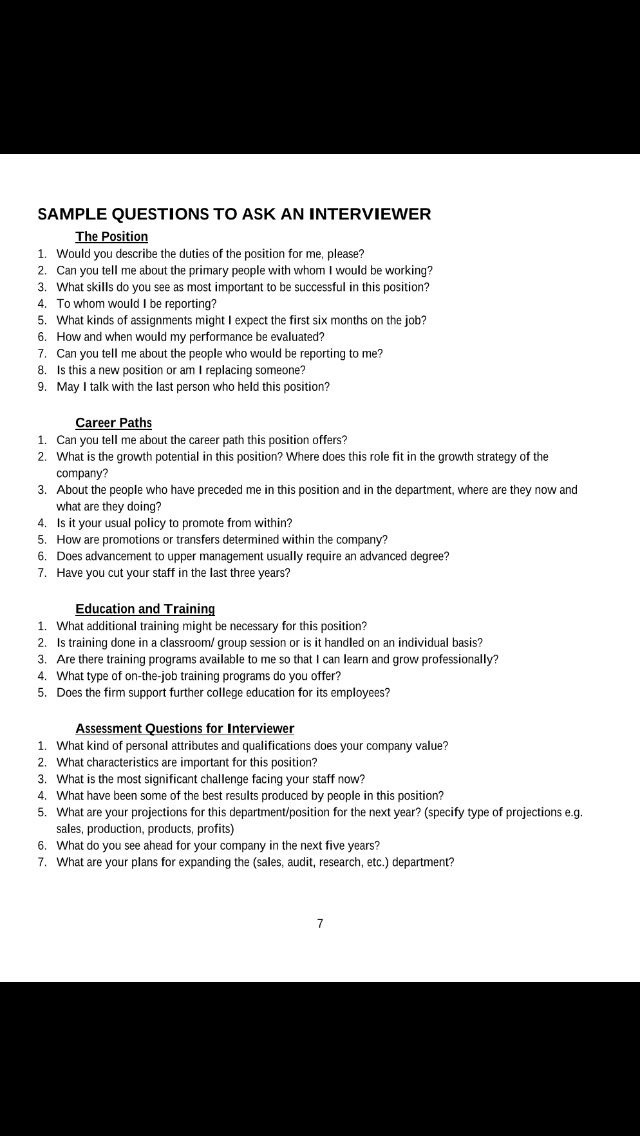 SAMPLE QUESTIONS TO ASK AN INTERVIEWER
The Position
1. Would you describe the duties of the position for me, please?
2. Can you tell me about the primary people with whom I would be working?
3. What skills do you see as most important to be successful in this position?
4. To whom would I be reporting?
5. What kinds of assignments might I expect the first six months on the job?
6. How and when would my performance be evaluated?
7. Can you tell me about the people who would be reporting to me?
8. Is this a new position or am I replacing someone?
9. May I talk with the last person who held this position?
Career Paths
1. Can you tell me about the career path this position offers?
2. What is the growth potential in this position? Where does this role fit in the growth strategy of the
company?
3. About the people who have preceded me in this position and in the department, where are they now and
what are they doing?
4. Is it your usual policy to promote from within?
5. How are promotions or transfers determined within the company?
6. Does advancement to upper management usually require an advanced degree?
7. Have you cut your staff in the last three years?
Education and Training
1. What additional training might be necessary for this position?
2. Is training done in a classroom/ group session or is it handled on an individual basis?
3. Are there training programs available to me so that I can learn and grow professionally?
4. What type of on-the-job training programs do you offer?
5. Does the firm support further college education for its employees?
Assessment Questions for Interviewer
1. What kind of personal attributes and qualifications does your company value?
2. What characteristics are important for this position?
3. What is the most significant challenge facing your staff now?
4. What have been some of the best results produced by people in this position?
5. What are your projections for this department/position for the next year? (specify type of projections e.g.
sales, production, products, profits)
6. What do you see ahead for your company in the next five years?
7. What are your plans for expanding the (sales, audit, research, etc.) department?
7